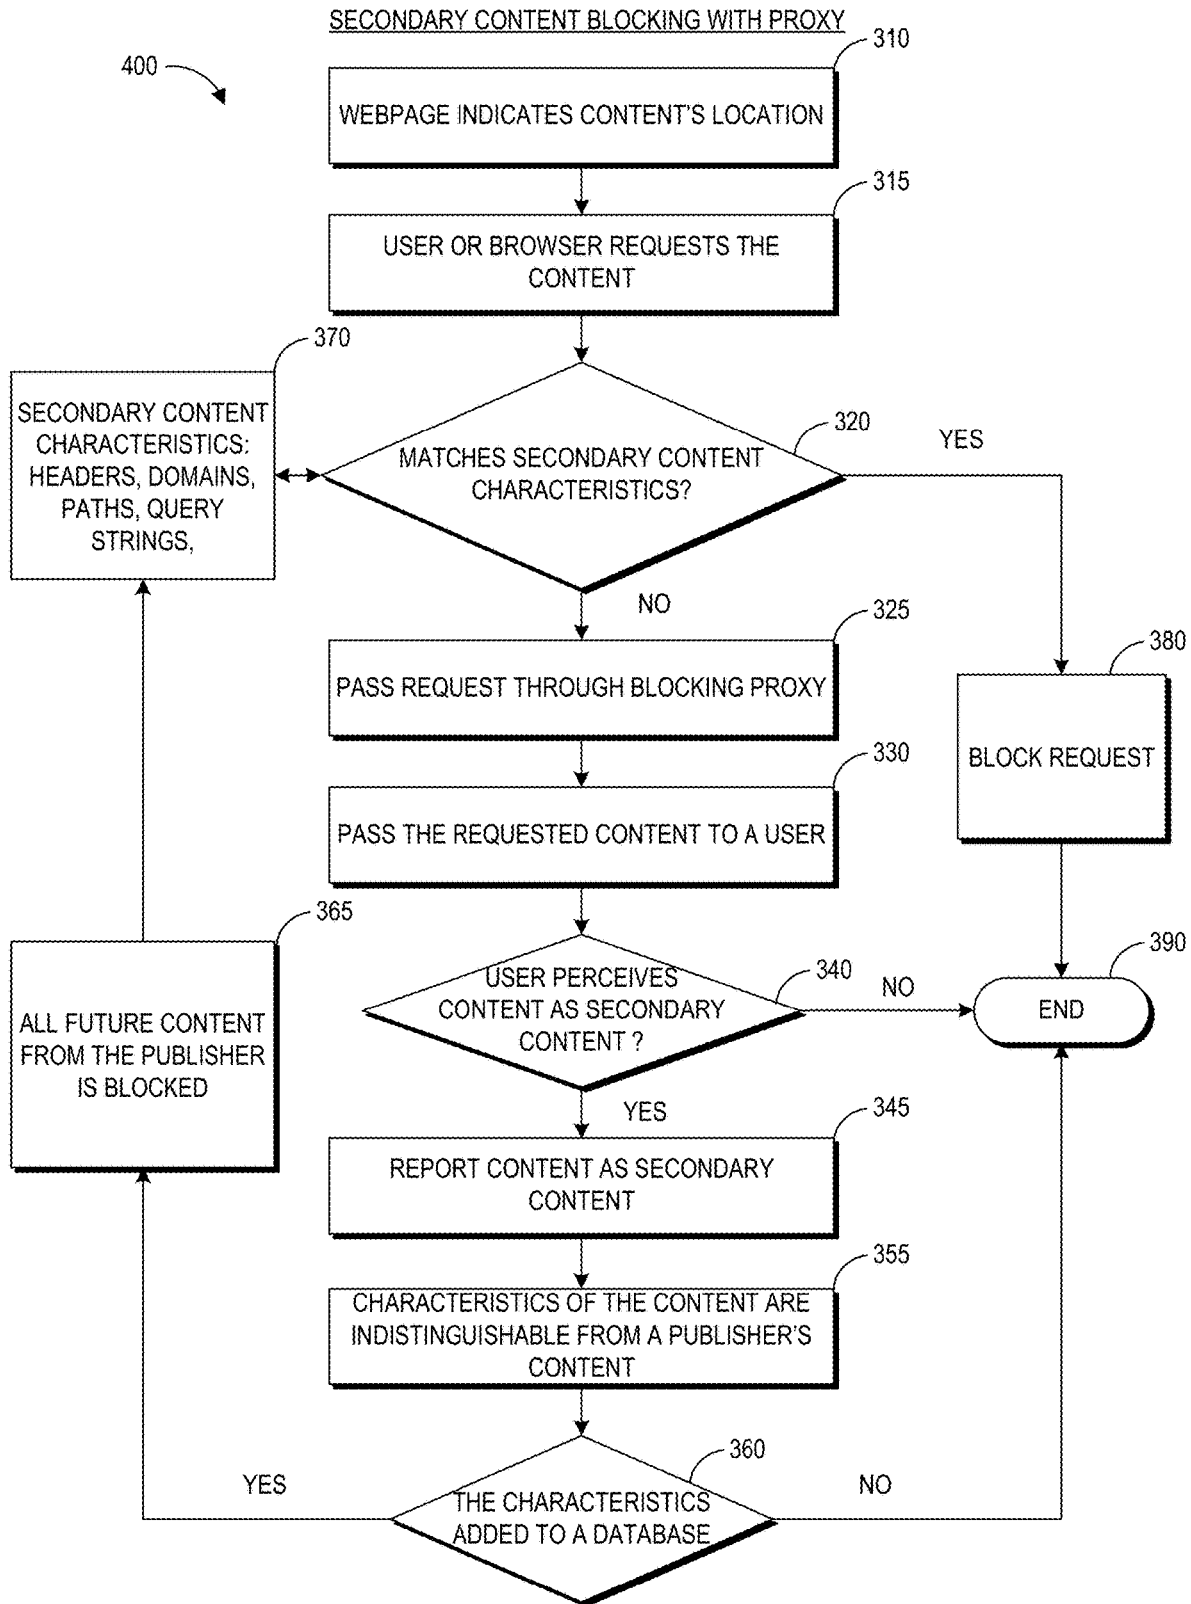 SECONDARY CONTENT BLOCKING WITH PROXY
400
310
WEBPAGE INDICATES CONTENT'S LOCATION
315
USER OR BROWSER REQUESTS THE
CONTENT
370
SECONDARY CONTENT
CHARACTERISTICS:
HEADERS, DOMAINS,
PATHS, QUERY
STRINGS,
320
MATCHES SECONDARY CONTENT
CHARACTERISTICS?
YES
NO
325
PASS REQUEST THROUGH BLOCKING PROXY
380
BLOCK REQUEST
330
PASS THE REQUESTED CONTENT TO A USER
365
ALL FUTURE CONTENT
FROM THE PUBLISHER
IS BLOCKED
340
USER PERCEIVES
CONTENT AS SECONDARY
CONTENT ?
NO
390
END
YES
345
REPORT CONTENT AS SECONDARY
CONTENT
355
CHARACTERISTICS OF THE CONTENT ARE
INDISTINGUISHABLE FROM A PUBLISHER'S
CONTENT
360
THE CHARACTERISTICS
ADDED TO A DATABASE
YES
NO